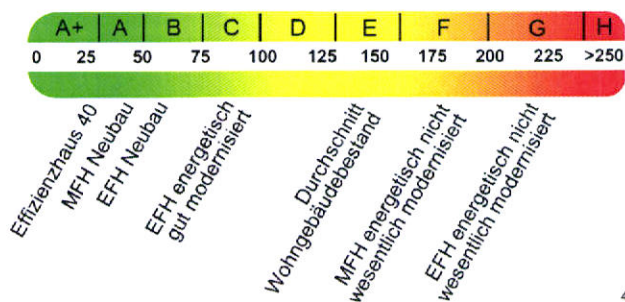 A+ A B C D E F G H
0 25 50 75 100 125 150 175 200 225 >250
Effizienzhaus 40
MFH Neubau
EFH Neubau
EFH energetisch
gut modernisiert
Durchschnitt
Wohngebäudebestand
MFH energetisch nicht
wesentlich modernisiert
EFH energetisch nicht
wesentlich modernisiert
4